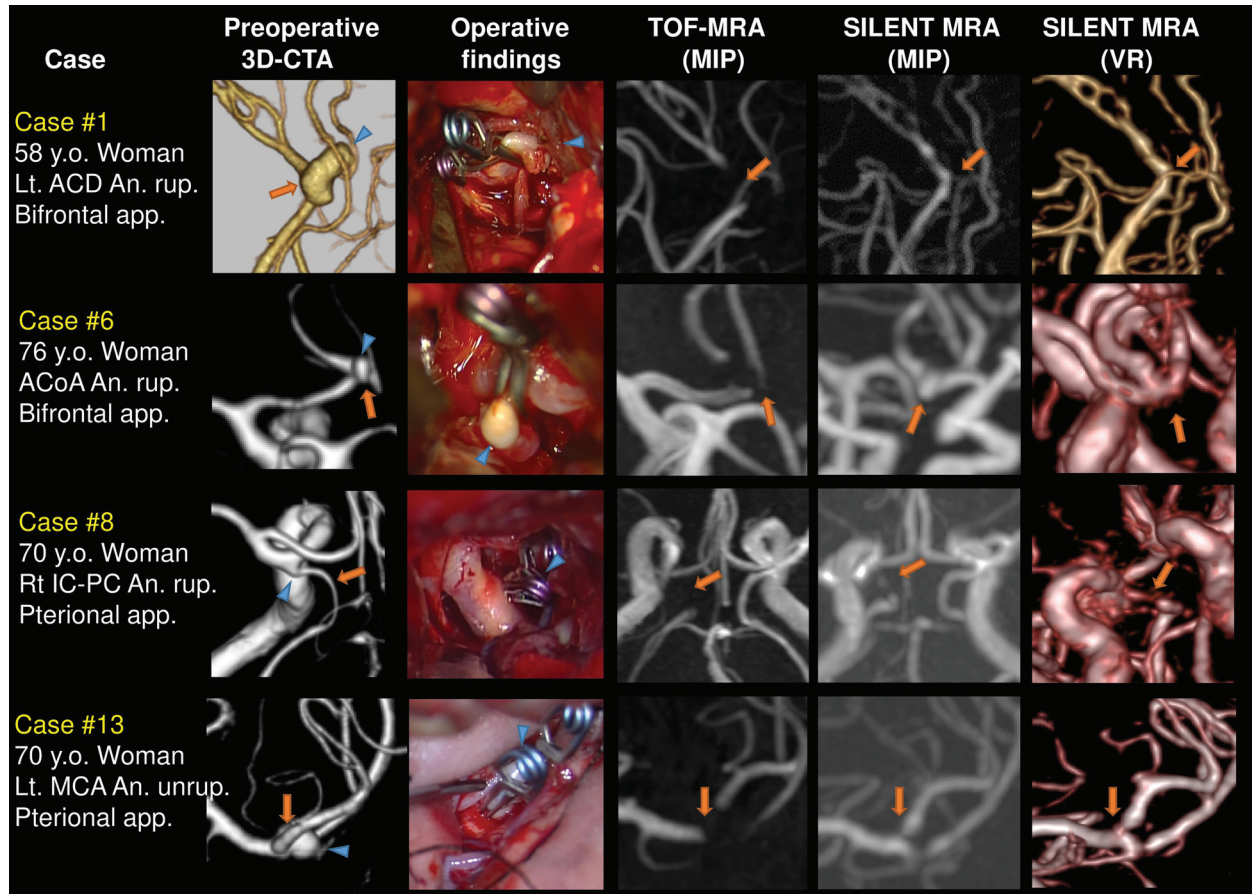 Case
Preoperative
3D-CTA
Operative
findings
TOF-MRA
(MIP)
SILENT MRA
(MIP)
SILENT MRA
(VR)
Case #1
58 y.o. Woman
Lt. ACD An. rup.
Bifrontal app.
Case #6
76 y.o. Woman
ACoA An. rup.
Bifrontal app.
Case #8
70 y.o. Woman
Rt IC-PC An. rup.
Pterional app.
Case #13
70 y.o. Woman
Lt. MCA An. unrup.
Pterional app.